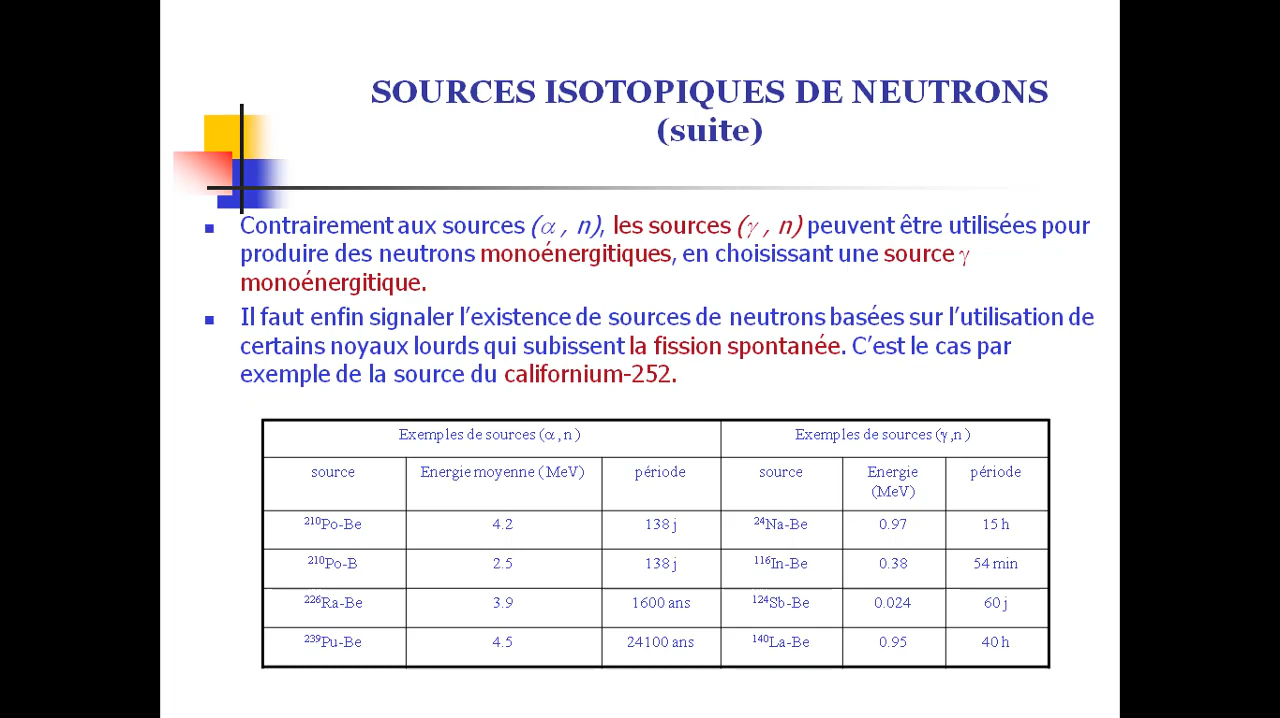 SOURCES ISOTOPIQUES DE NEUTRONS
(suite)
Contrairement aux sources (α , n), les sources (γ , n) peuvent être utilisées pour
produire des neutrons monoénergitiques, en choisissant une source γ
monoénergitique.
Il faut enfin signaler l’existence de sources de neutrons basées sur l’utilisation de
certains noyaux lourds qui subissent la fission spontanée. C’est le cas par
exemple de la source du californium-252.
Exemples de sources (α , n ) Exemples de sources (γ ,n )
source Energie moyenne ( MeV) période source Energie (MeV) période
²¹⁰Po-Be 4.2 138 j ²⁴Na-Be 0.97 15 h
²¹⁰Po-B 2.5 138 j ¹¹⁶In-Be 0.38 54 min
²²⁶Ra-Be 3.9 1600 ans ¹²⁴Sb-Be 0.024 60 j
²³⁹Pu-Be 4.5 24100 ans ¹⁴⁰La-Be 0.95 40 h